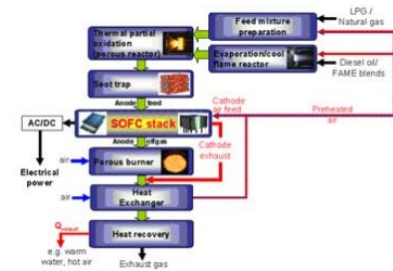 LPG /
Natural gas
Feed mixture
preparation
Thermal partial
oxidation
(porous reactor)
Evaporation/cool
flame reactor
Diesel oil/
FAME blends
Soot trap
Anode feed
Cathode
air feed
Preheated
air
AC/DC
SOFC stack
Cathode
exhaust
Anode offgas
Electrical
power
air
Porous burner
air
Heat
Exchanger
Heat recovery
e.g. warm
water, hot air
Exhaust gas